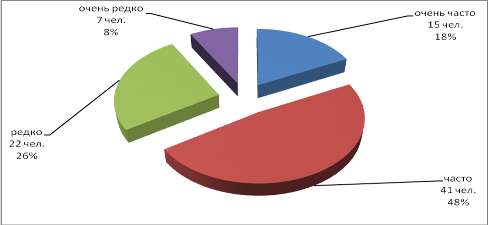 очень редко
7 чел.
8%
очень часто
15 чел.
18%
редко
22 чел.
26%
часто
41 чел.
48%